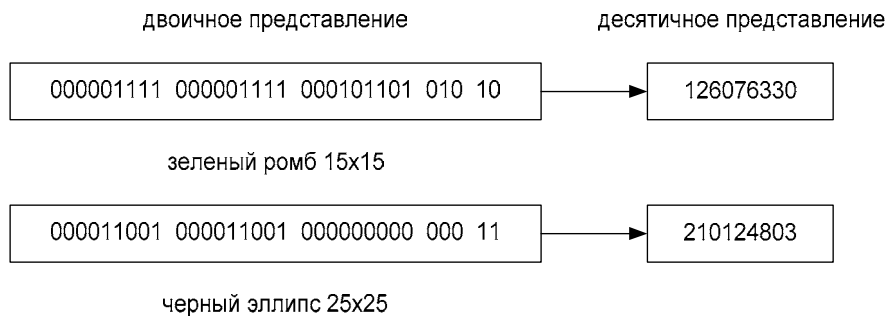 двоичное представление десятичное представление
000001111 000001111 000101101 010 10 126076330
зеленый ромб 15x15
000011001 000011001 000000000 000 11 210124803
черный эллипс 25x25